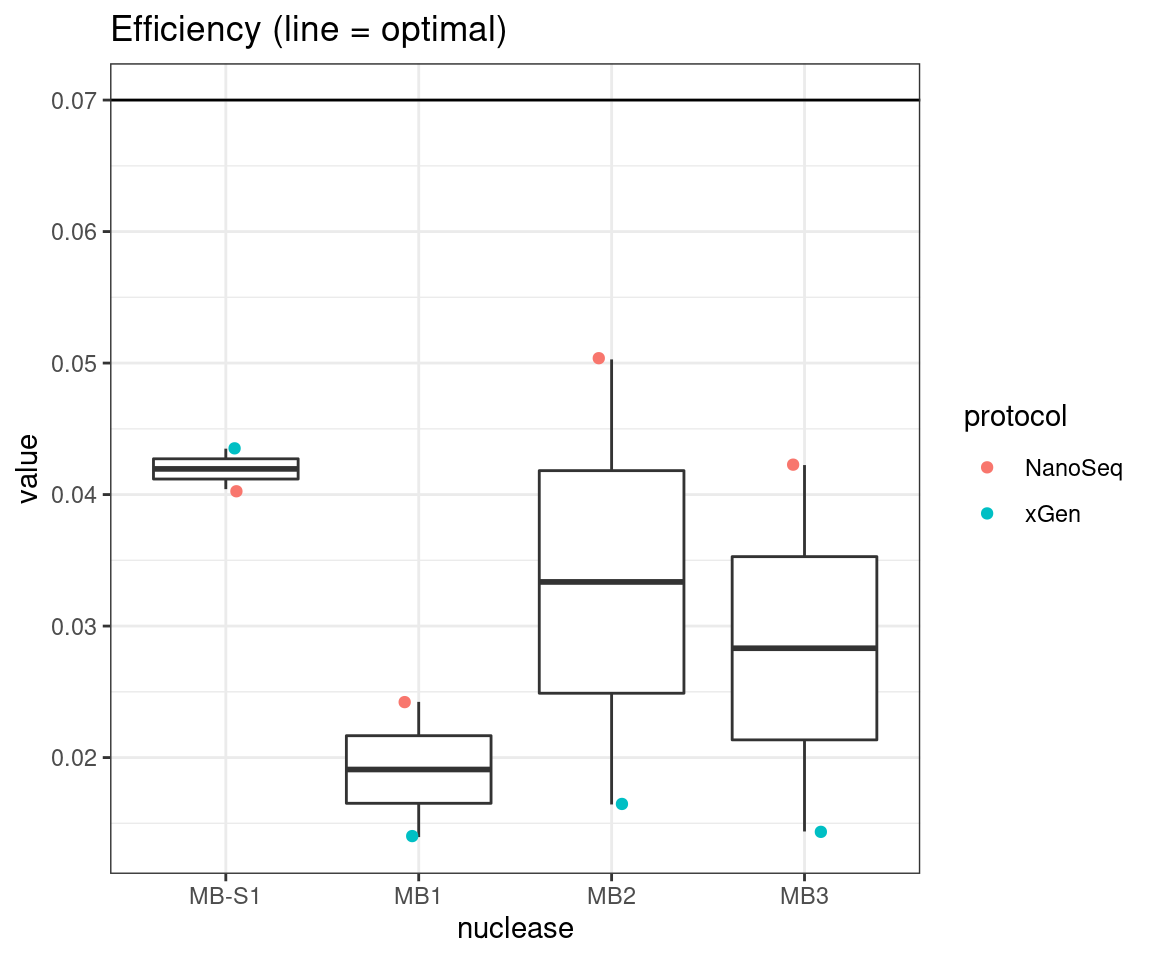 Efficiency (line = optimal)
0.07
0.06
0.05
0.04
0.03
0.02
value
MB-S1 MB1 MB2 MB3
nuclease
protocol
NanoSeq
xGen